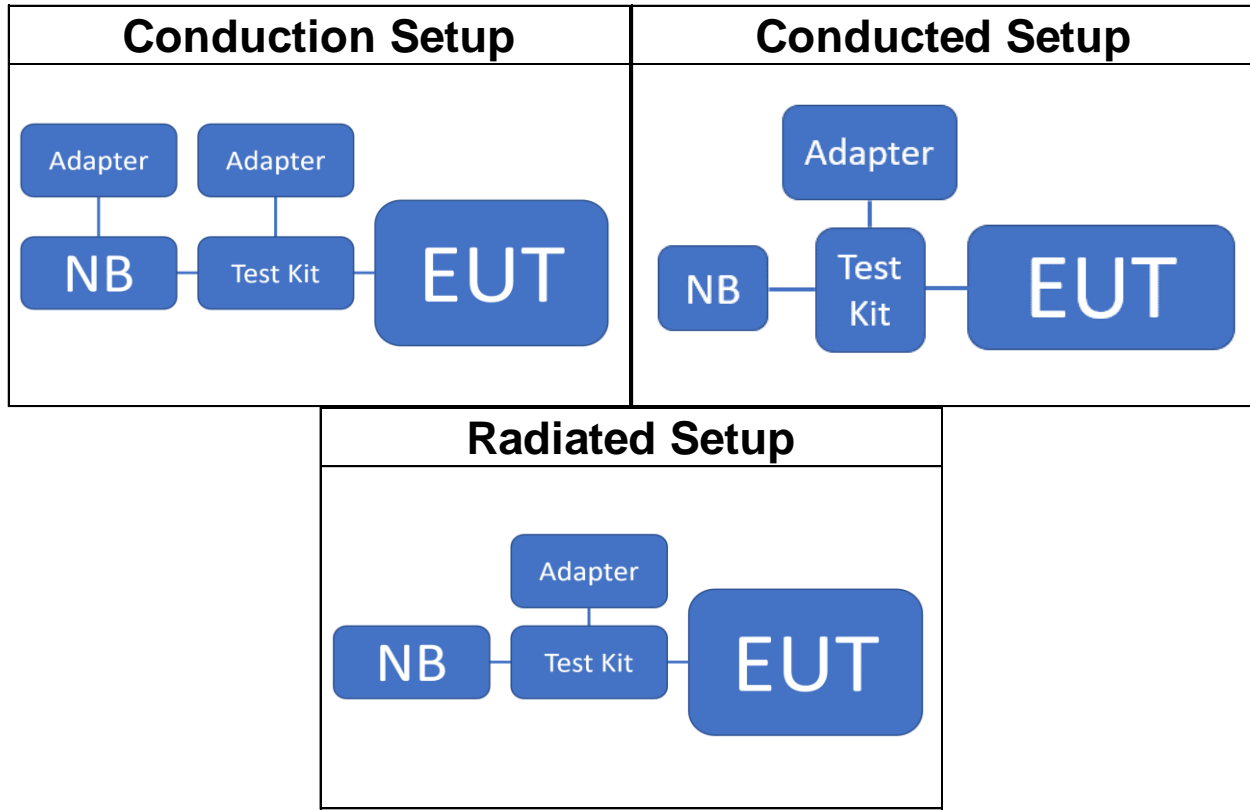 Conduction Setup
Conducted Setup
Adapter
Adapter
NB
Test Kit
EUT
Adapter
NB
Test
Kit
EUT
Radiated Setup
Adapter
NB
Test Kit
EUT